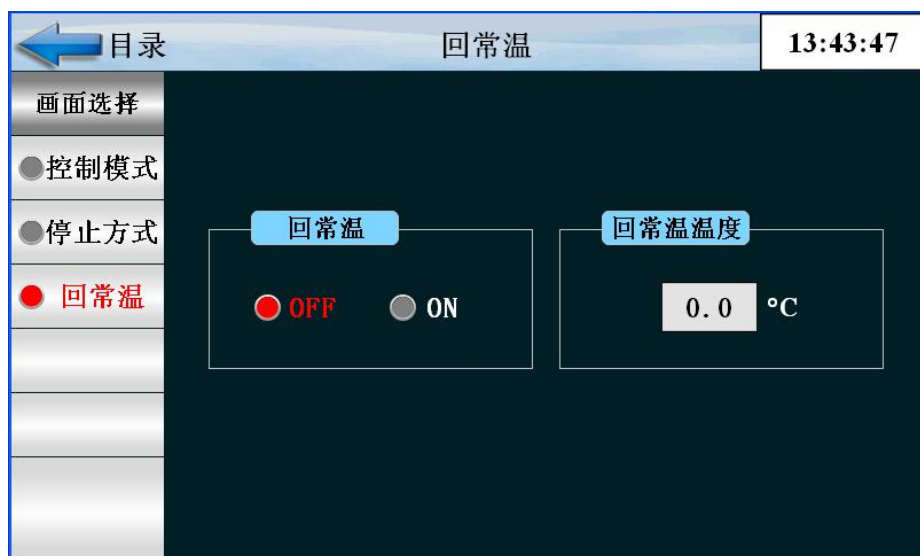 目录 回常温 13:43:47
画面选择
控制模式
停止方式
回常温
回常温 回常温温度
OFF ON 0.0 °C